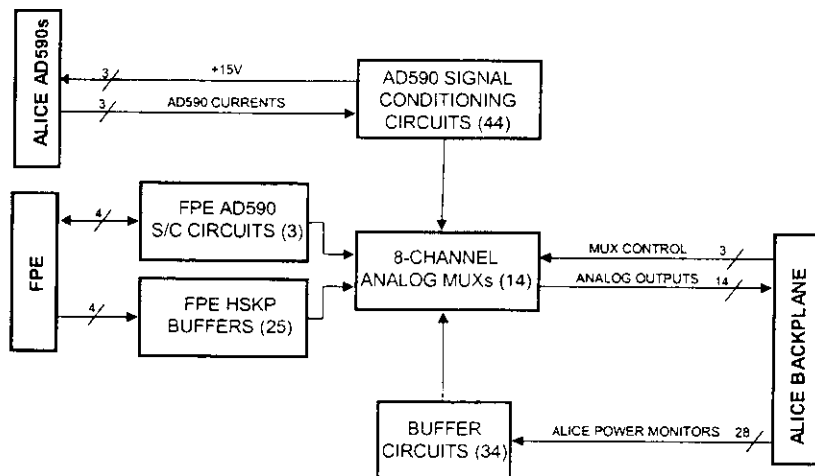 ALICE AD590s
3
+15V
3
AD590 CURRENTS
AD590 SIGNAL
CONDITIONING
CIRCUITS (44)
FPE
4
FPE AD590
S/C CIRCUITS (3)
4
FPE HSKP
BUFFERS (25)
8-CHANNEL
ANALOG MUXs (14)
MUX CONTROL
3
ANALOG OUTPUTS
14
ALICE BACKPLANE
BUFFER
CIRCUITS (34)
ALICE POWER MONITORS
28